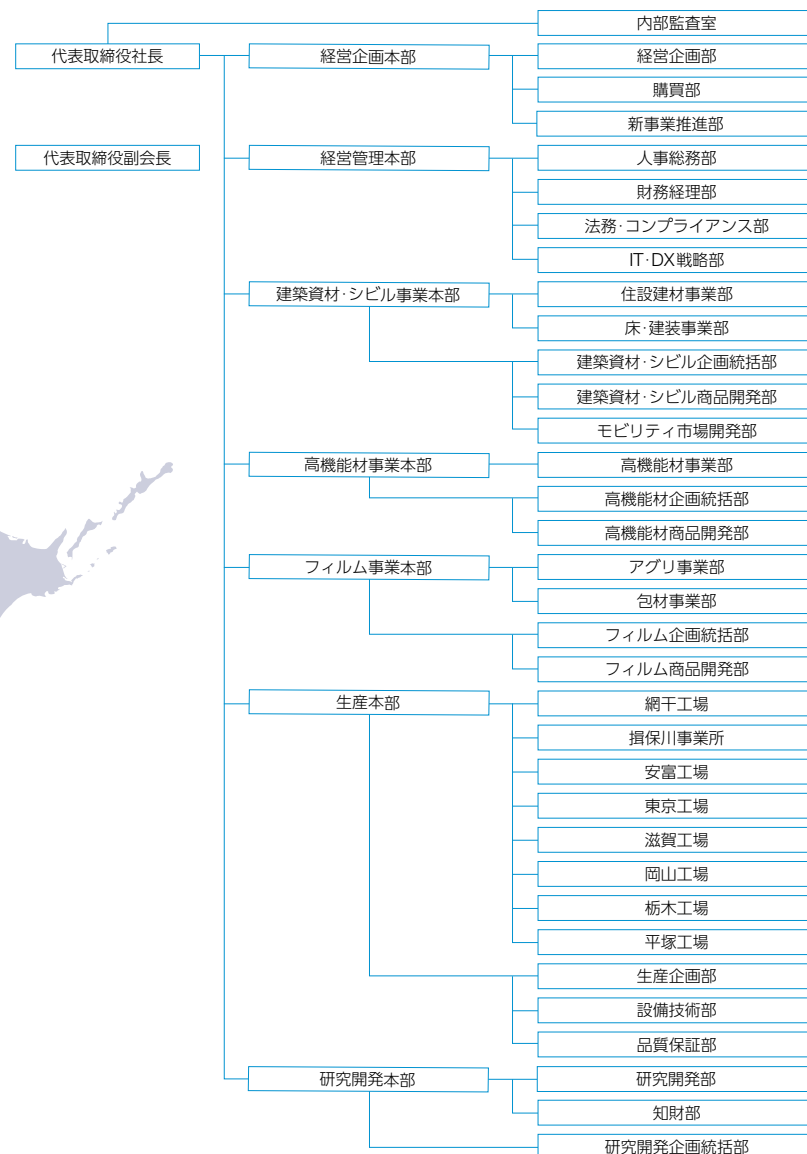 内部監査室
代表取締役社長
経営企画本部
経営企画部
購買部
新事業推進部
代表取締役副会長
経営管理本部
人事総務部
財務経理部
法務・コンプライアンス部
IT・DX戦略部
建築資材・シビル事業本部
住設建材事業部
床・建装事業部
建築資材・シビル企画統括部
建築資材・シビル商品開発部
モビリティ市場開発部
高機能材事業本部
高機能材事業部
高機能材企画統括部
高機能材商品開発部
フィルム事業本部
アグリ事業部
包材事業部
フィルム企画統括部
フィルム商品開発部
生産本部
網干工場
揖保川事業所
安富工場
東京工場
滋賀工場
岡山工場
栃木工場
平塚工場
生産企画部
設備技術部
品質保証部
研究開発本部
研究開発部
知財部
研究開発企画統括部